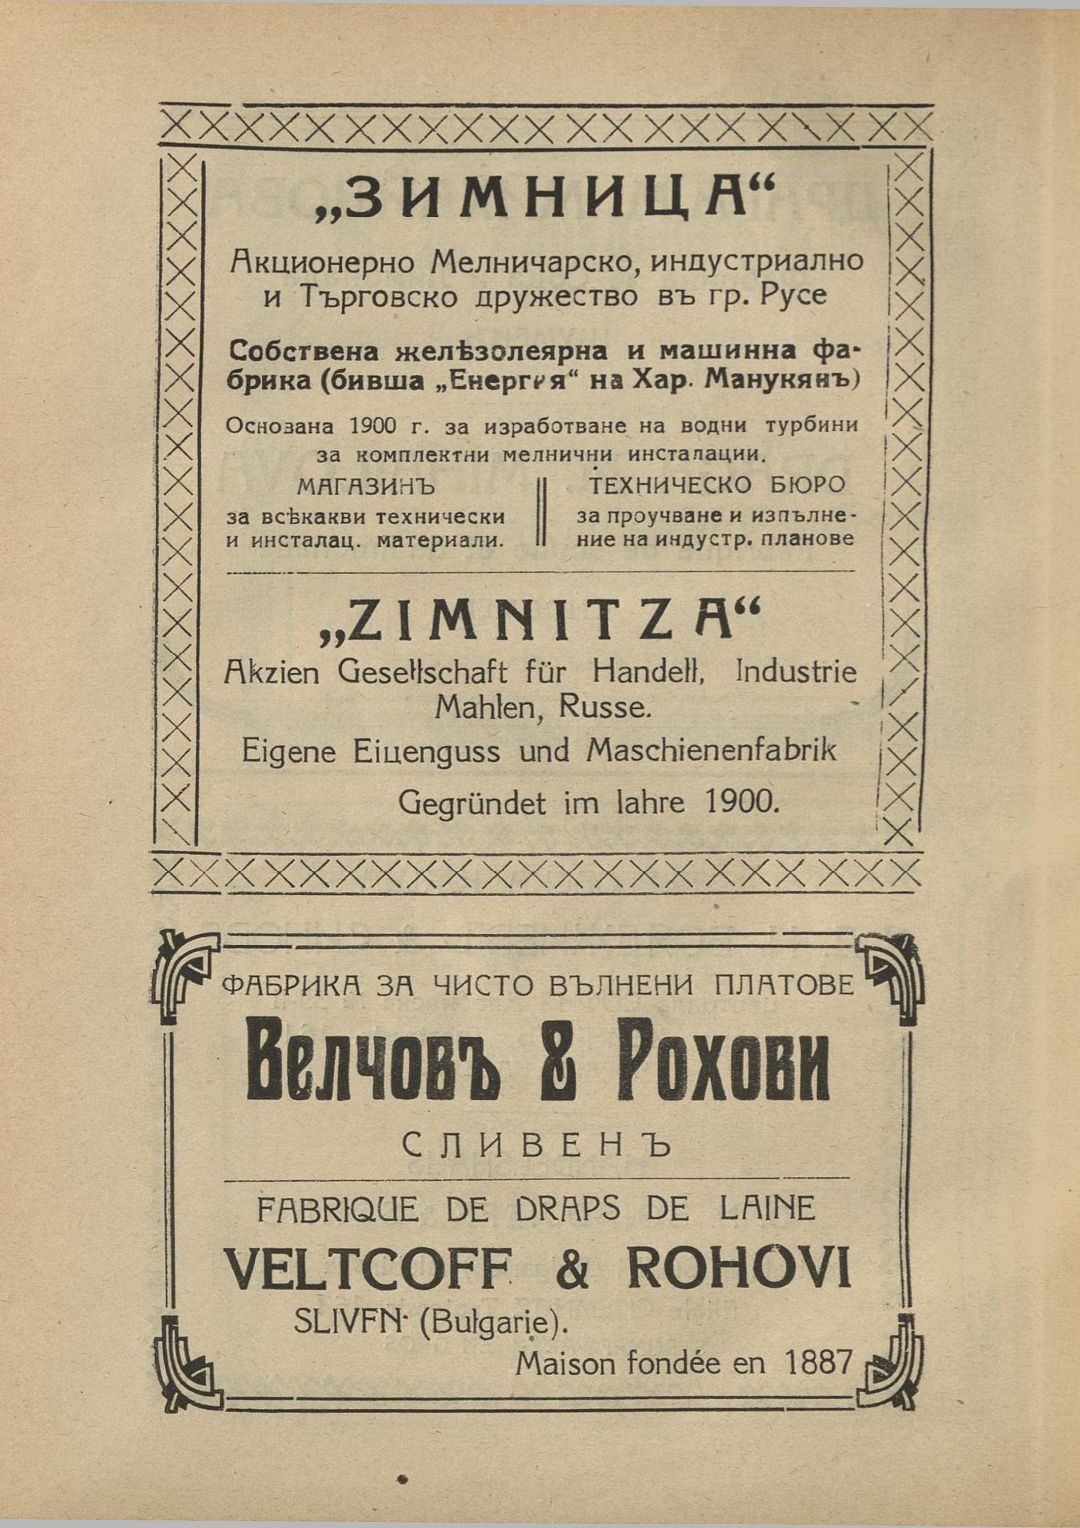 „ЗИМНИЦА“
Акционерно Мелничарско, индустриално
и Търговско дружество въ гр. Русе
Собствена желѣзолеярна и машинна фа-
брика (бивша „Енергия“ на Хар. Манукянъ)
Основана 1900 г. за изработване на водни турбини
за комплектни мелнични инсталации.
МАГАЗИНЪ
за всѣкакви технически
и инсталац. материали.
ТЕХНИЧЕСКО БЮРО
за проучване и изпълне-
ние на индустр. планове
„ZIMNITZA“
Akzien Gesellschaft für Handell, Industrie
Mahlen, Russe.
Eigene Eiцenguss und Maschienenfabrik
Gegründet im Iahre 1900.
ФАБРИКА ЗА ЧИСТО ВЪЛНЕНИ ПЛАТОВЕ
Велчовъ & Рохови
СЛИВЕНЪ
FABRIQUE DE DRAPS DE LAINE
VELTCOFF & ROHOVI
SLIVFN· (Bulgarie).
Maison fondée en 1887